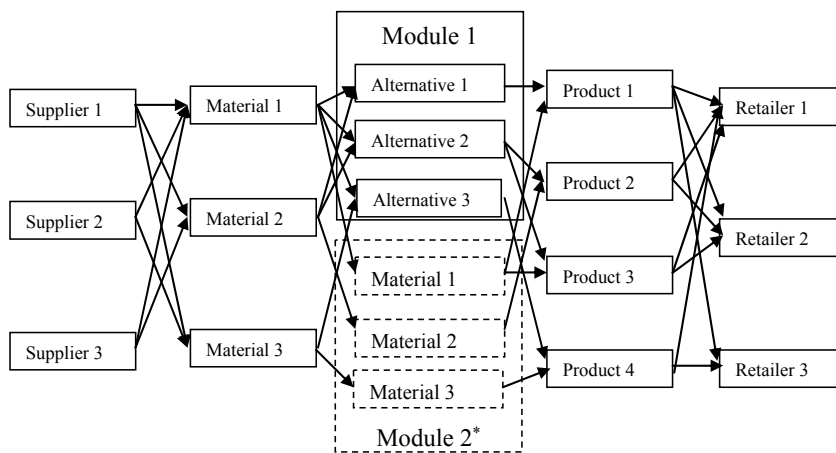 Module 1
Supplier 1
Supplier 2
Supplier 3
Material 1
Material 2
Material 3
Alternative 1
Alternative 2
Alternative 3
Material 1
Material 2
Material 3
Module 2*
Product 1
Product 2
Product 3
Product 4
Retailer 1
Retailer 2
Retailer 3